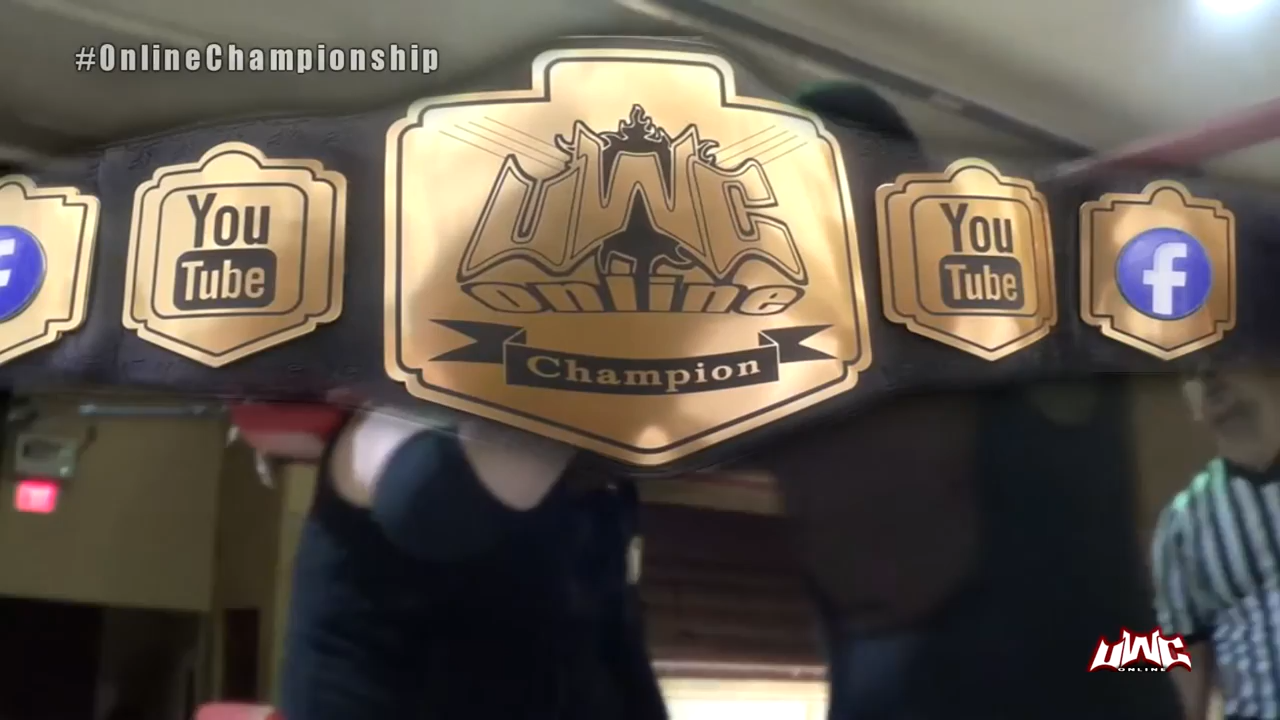 #OnlineChampionship
UWC
online
Champion
You
Tube
You
Tube
f
f
UWC
ONLINE